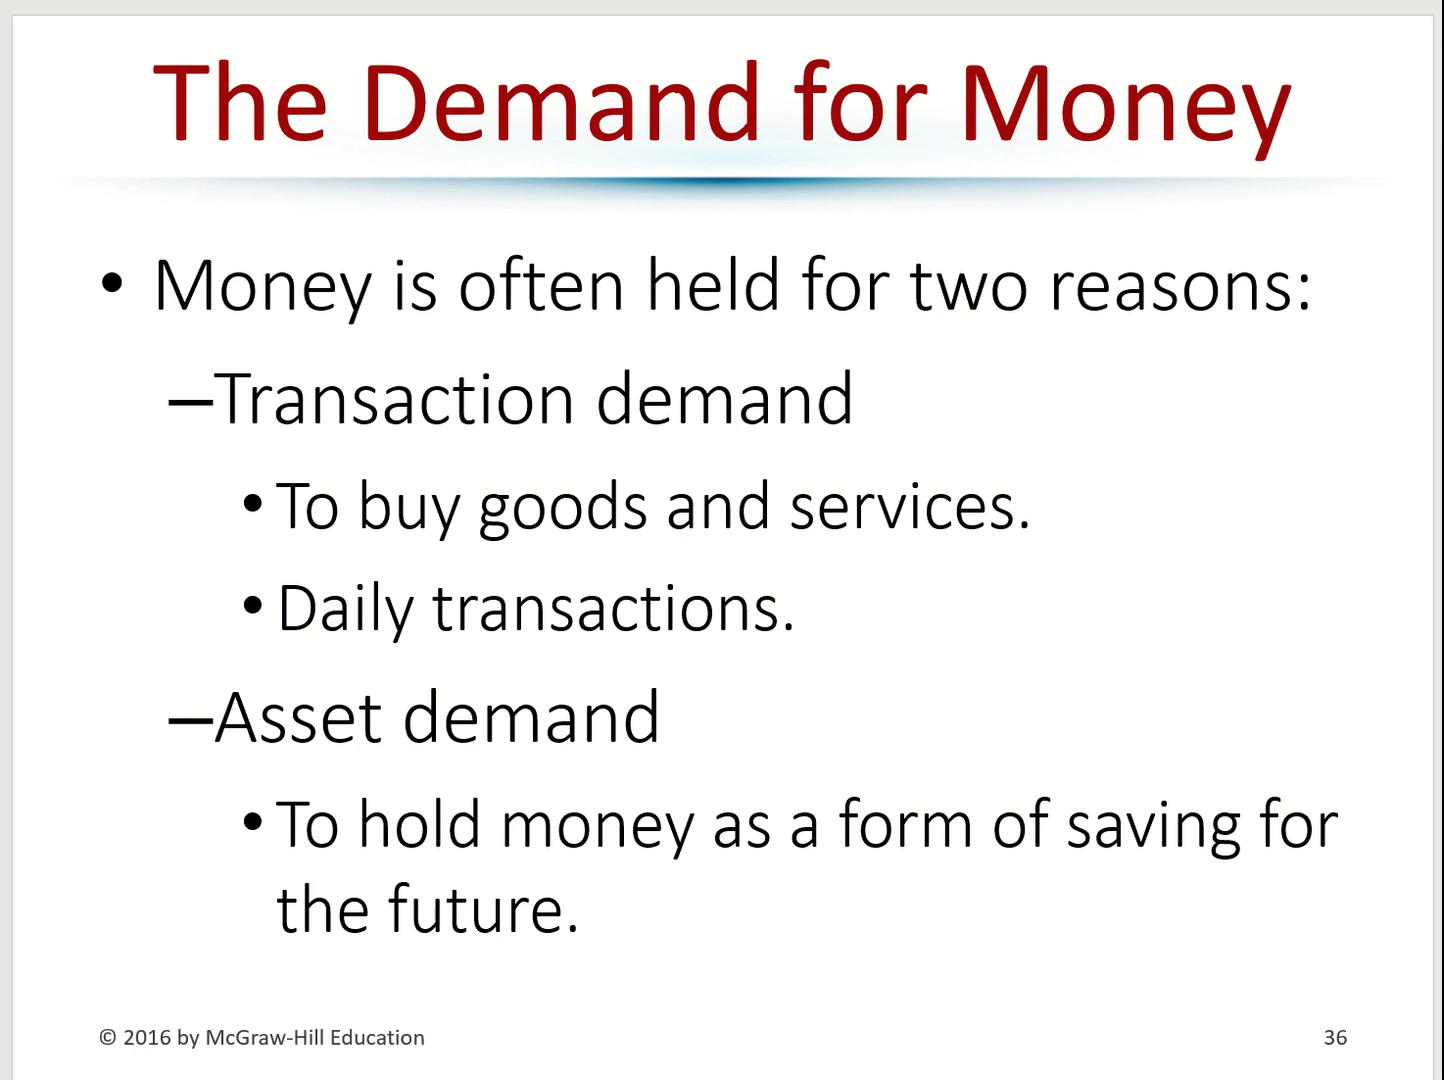 The Demand for Money
• Money is often held for two reasons:
–Transaction demand
• To buy goods and services.
• Daily transactions.
–Asset demand
• To hold money as a form of saving for
the future.
© 2016 by McGraw-Hill Education
36